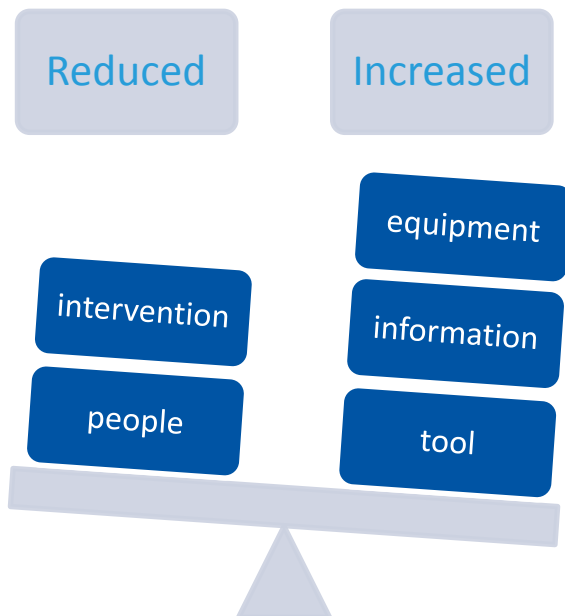 Reduced
Increased
intervention
people
equipment
information
tool